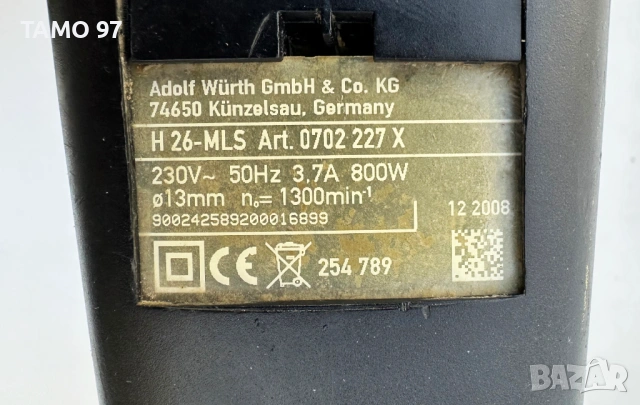 TAMO 97
Adolf Würth GmbH & Co. KG
74650 Künzelsau, Germany
H 26-MLS Art. 0702 227 X
230V~ 50Hz 3,7A 800W
ø13mm n₀= 1300min⁻¹
900242589200016899
12 2008
CE 254 789
BAZAR.bg